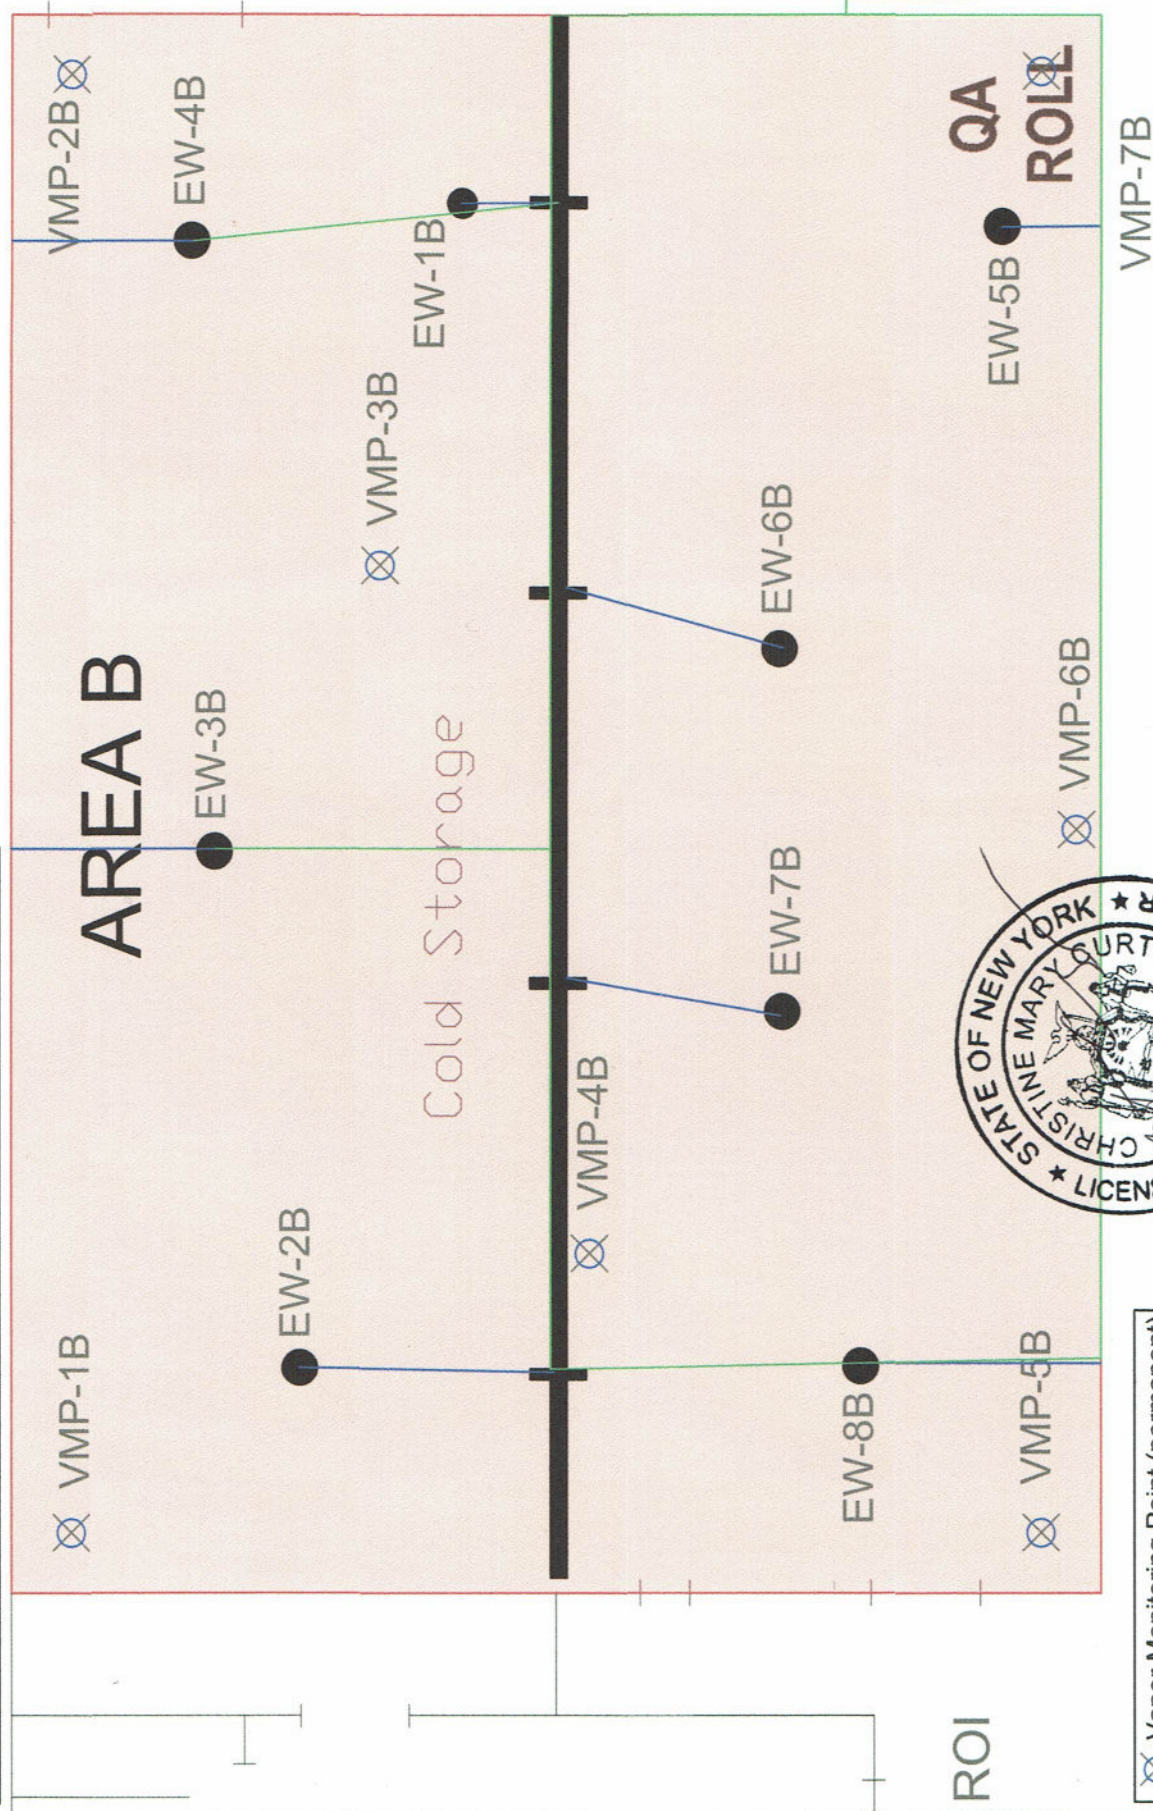 VMP-1B
VMP-2B
AREA B
EW-4B
EW-3B
EW-2B
VMP-3B
EW-1B
Cold Storage
VMP-4B
EW-6B
EW-7B
EW-8B
QA
ROLL
EW-5B
VMP-5B
VMP-6B
VMP-7B
ROI
★ STATE OF NEW YORK ★
CHRISTINE MARY CURT
LICENS
Vapor Monitoring Point (permanent)